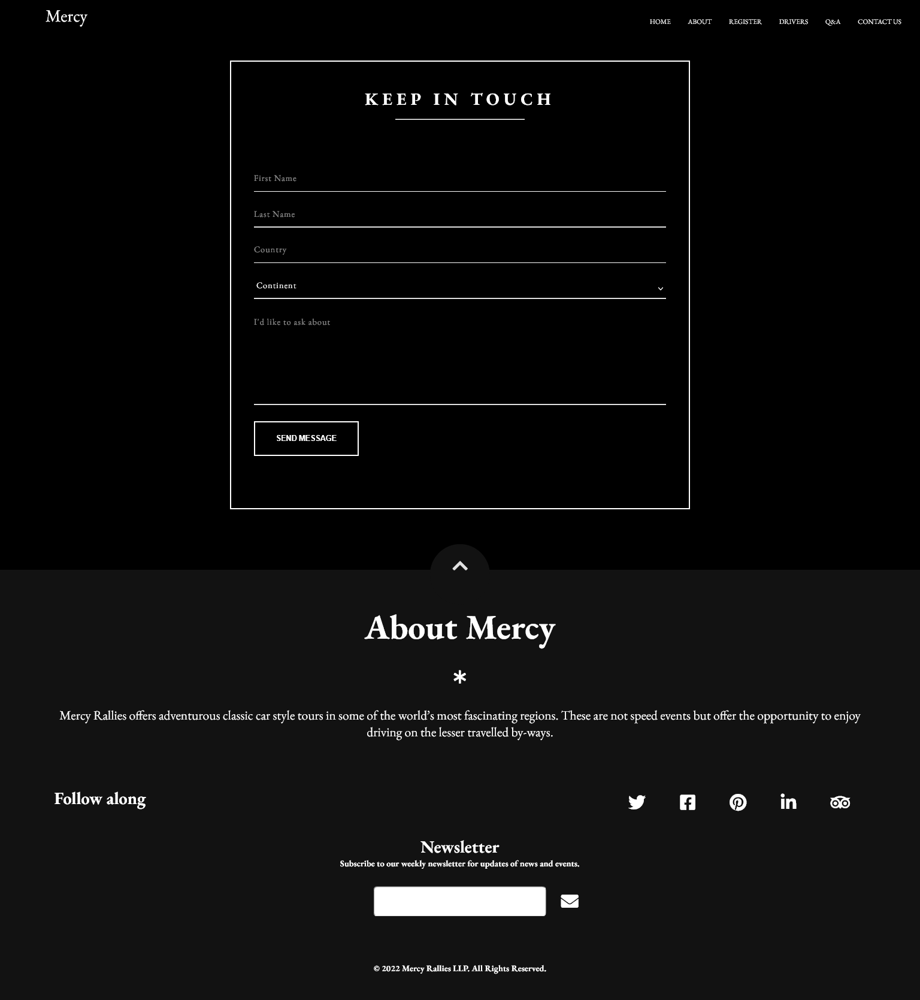 Mercy
HOME ABOUT REGISTER DRIVERS Q&A CONTACT US
KEEP IN TOUCH
First Name
Last Name
Country
Continent
I'd like to ask about
SEND MESSAGE
About Mercy
*
Mercy Rallies offers adventurous classic car style tours in some of the world’s most fascinating regions. These are not speed events but offer the opportunity to enjoy
driving on the lesser travelled by-ways.
Follow along
Newsletter
Subscribe to our weekly newsletter for updates of news and events.
© 2022 Mercy Rallies LLP. All Rights Reserved.